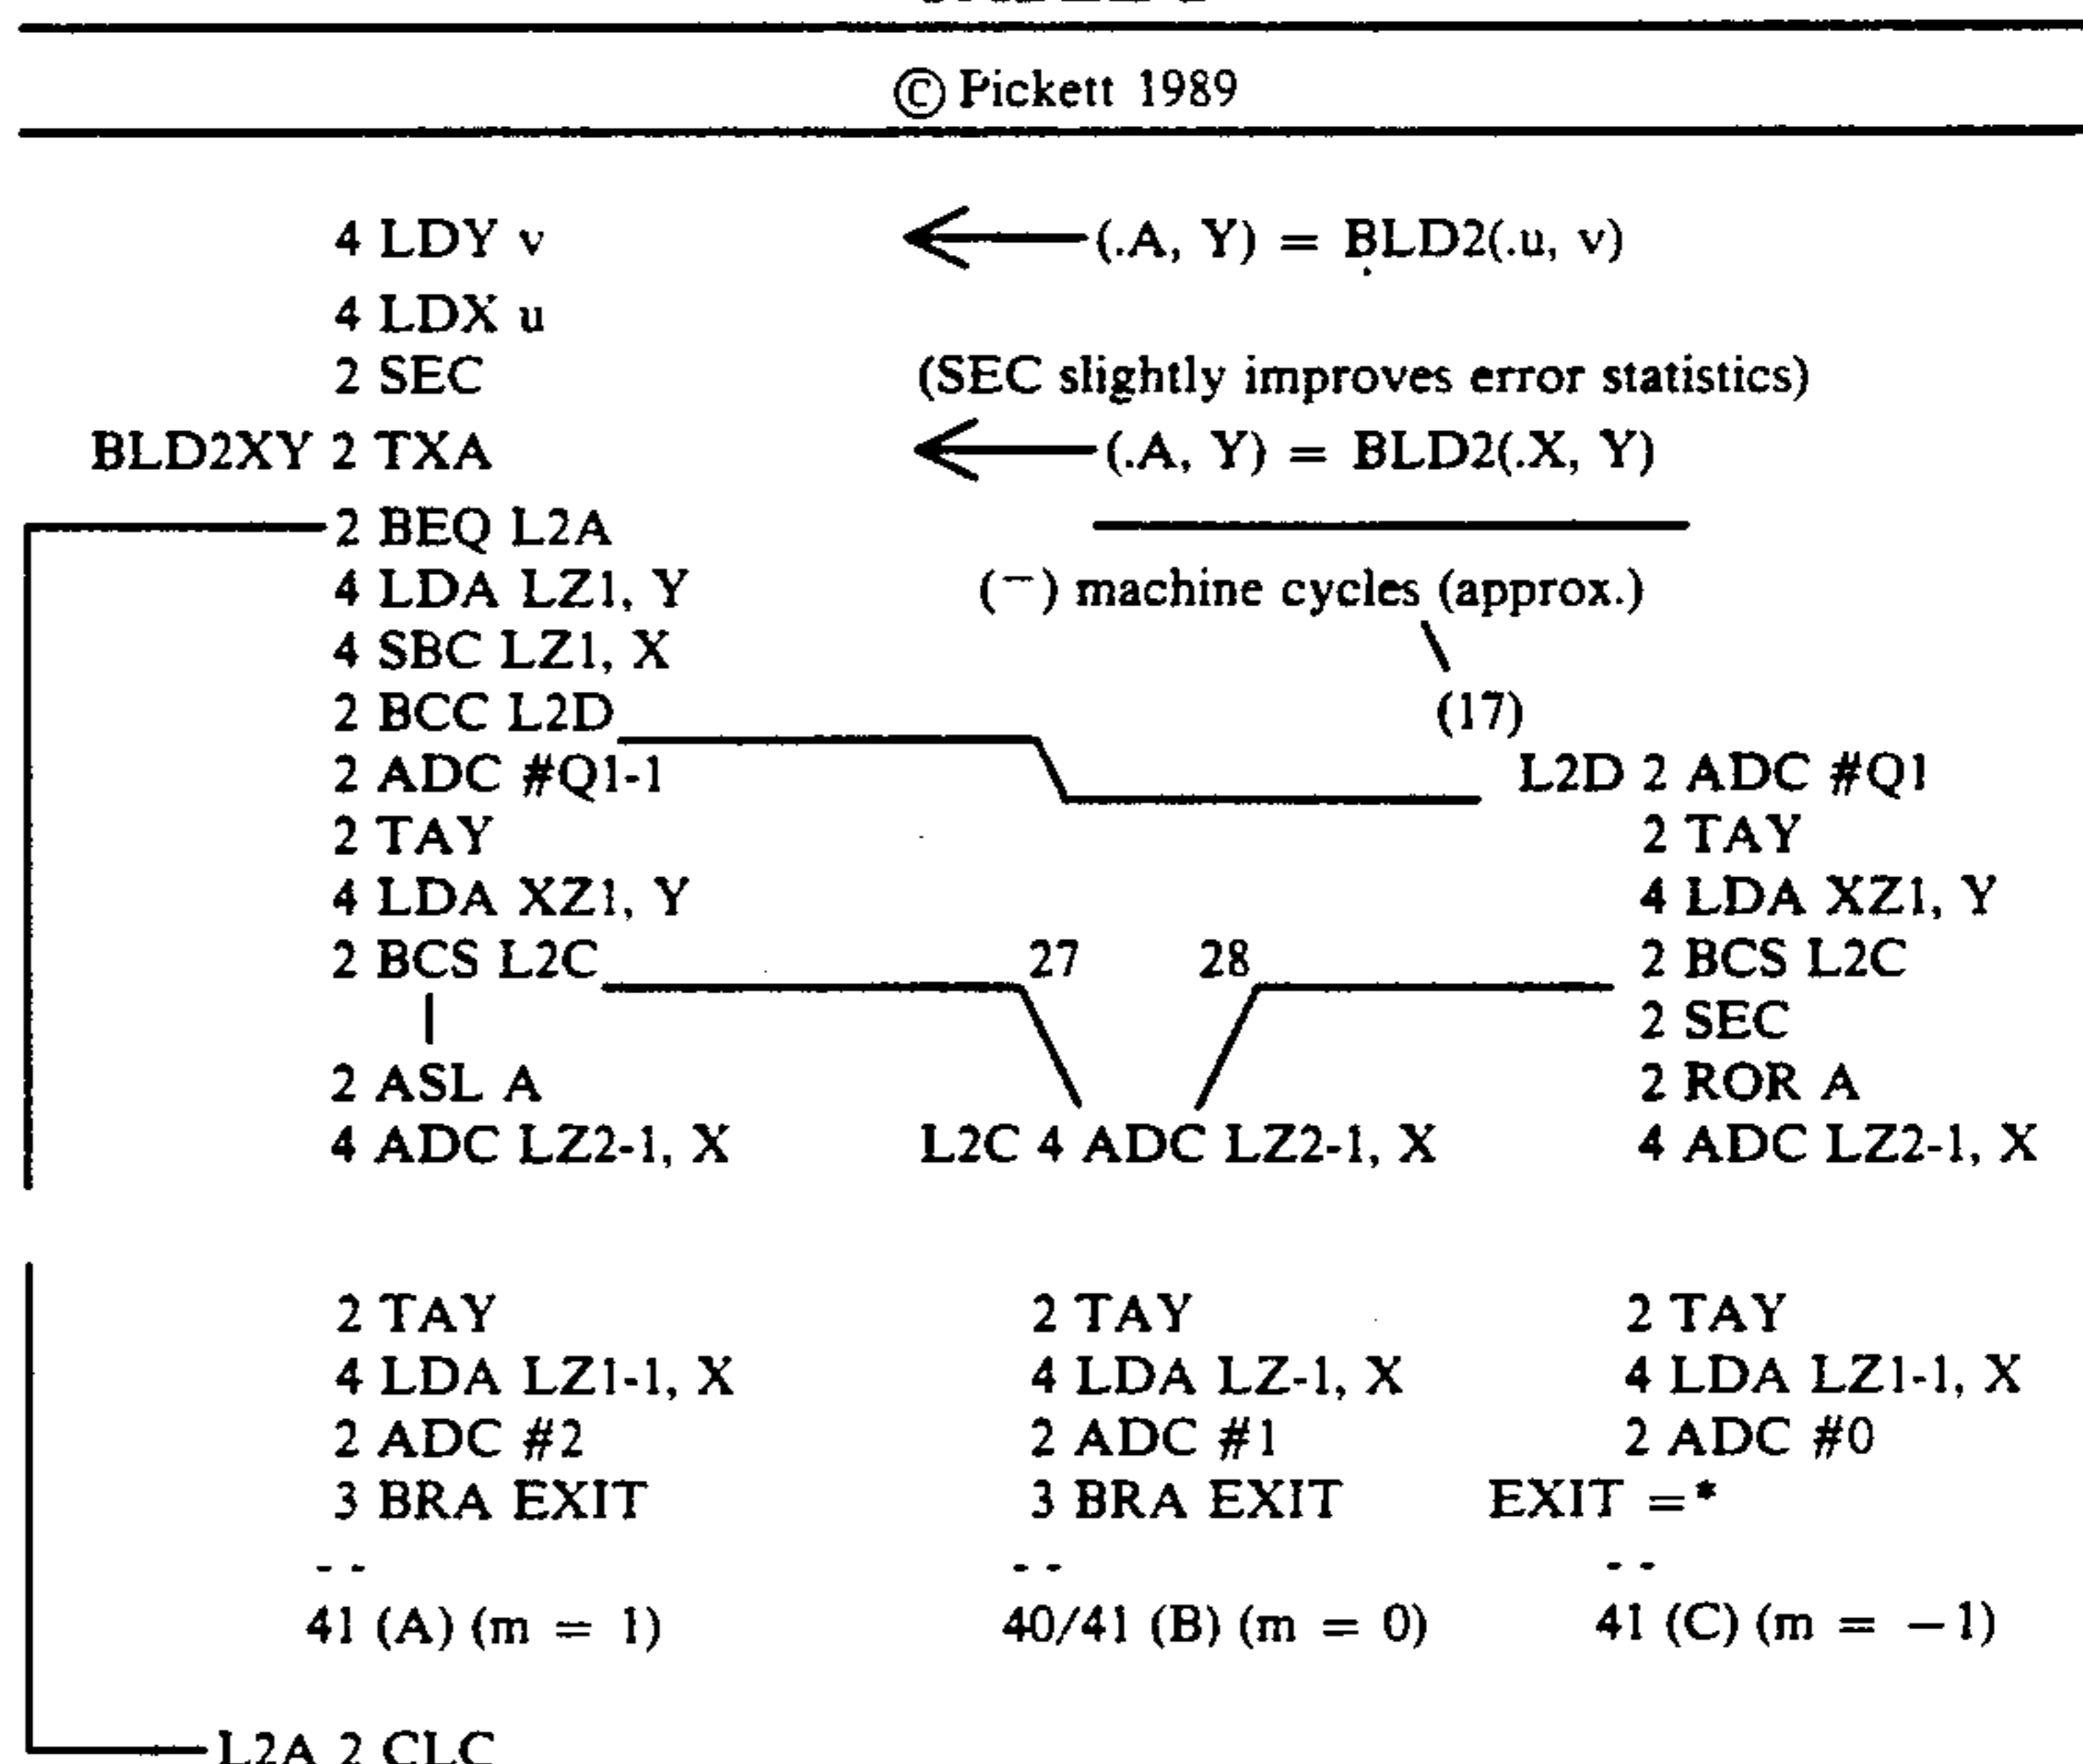 © Pickett 1989
4 LDY v (.A, Y) = BLD2(.u, v)
4 LDX u
2 SEC (SEC slightly improves error statistics)
BLD2XY 2 TXA (.A, Y) = BLD2(.X, Y)
2 BEQ L2A
4 LDA LZ1, Y (—) machine cycles (approx.)
4 SBC LZ1, X
2 BCC L2D (17)
2 ADC #Q1-1 L2D 2 ADC #Q1
2 TAY 2 TAY
4 LDA XZ1, Y 4 LDA XZ1, Y
2 BCS L2C 27 28 2 BCS L2C
2 SEC
2 ASL A 2 ROR A
4 ADC LZ2-1, X L2C 4 ADC LZ2-1, X 4 ADC LZ2-1, X
2 TAY 2 TAY 2 TAY
4 LDA LZ1-1, X 4 LDA LZ-1, X 4 LDA LZ1-1, X
2 ADC #2 2 ADC #1 2 ADC #0
3 BRA EXIT 3 BRA EXIT EXIT =*
-- -- --
41 (A) (m = 1) 40/41 (B) (m = 0) 41 (C) (m = −1)
L2A 2 CLC